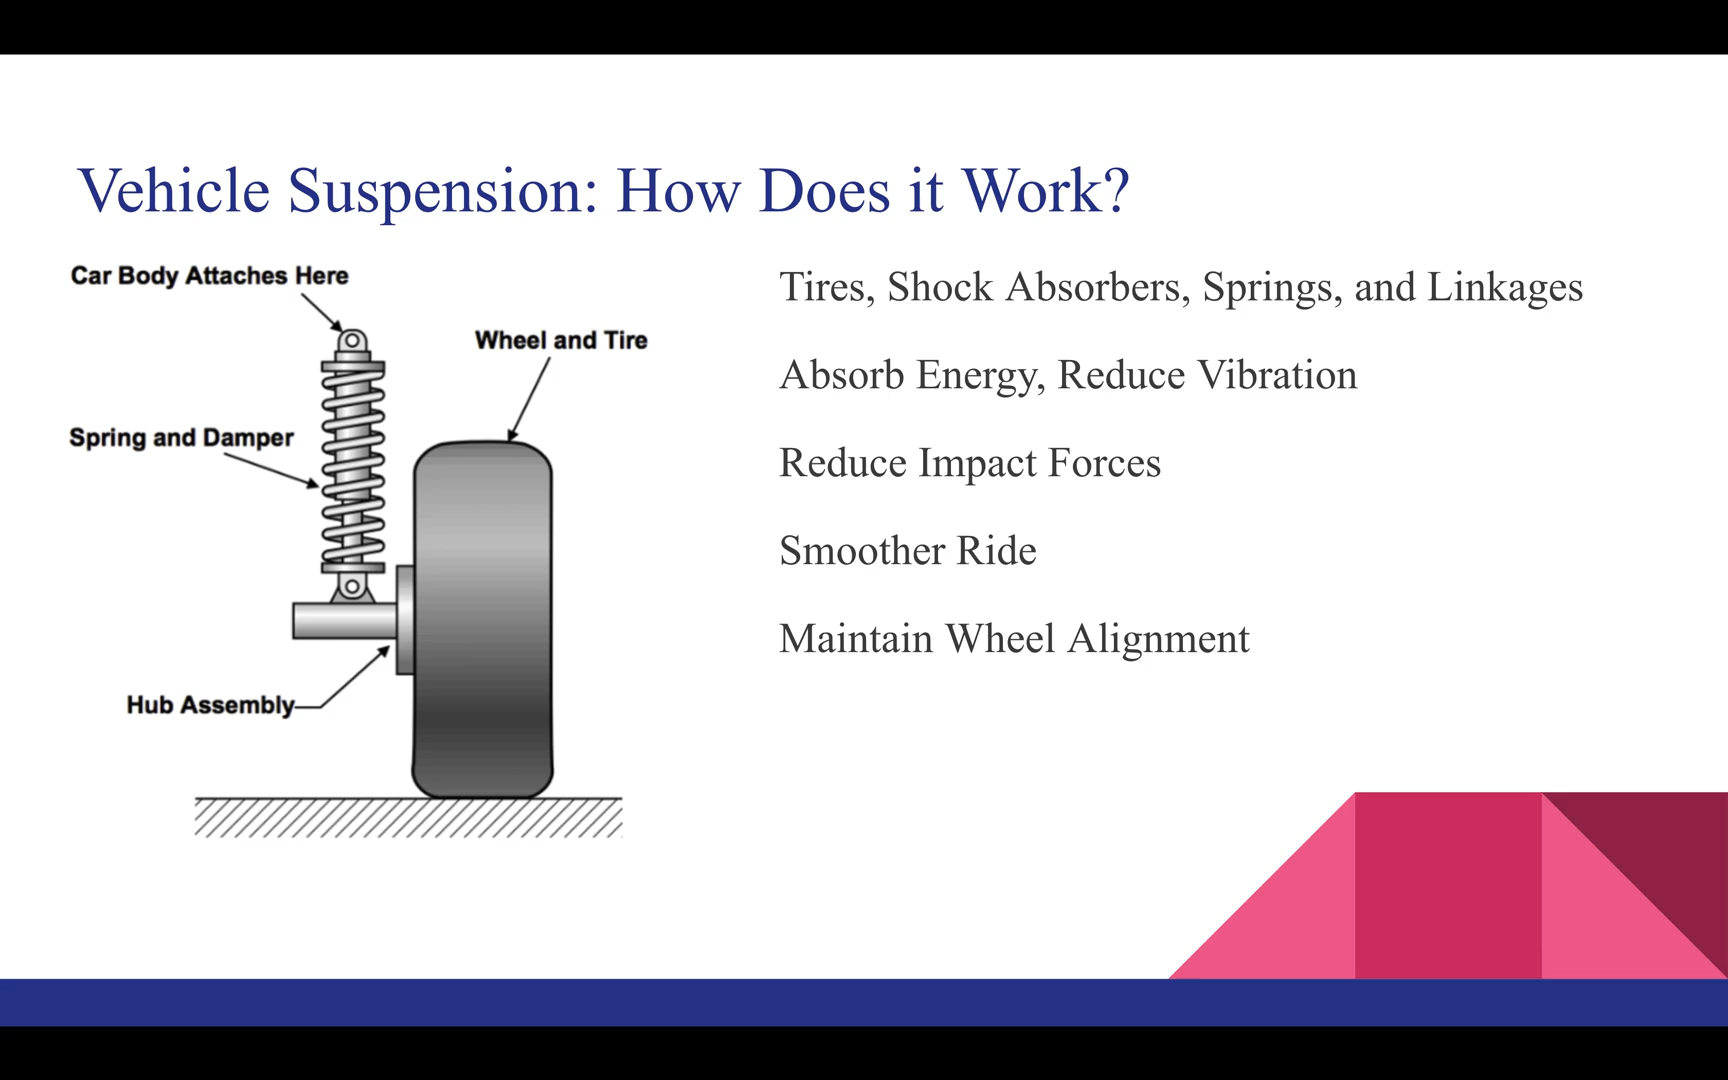 Vehicle Suspension: How Does it Work?
Car Body Attaches Here
Wheel and Tire
Spring and Damper
Hub Assembly
Tires, Shock Absorbers, Springs, and Linkages
Absorb Energy, Reduce Vibration
Reduce Impact Forces
Smoother Ride
Maintain Wheel Alignment